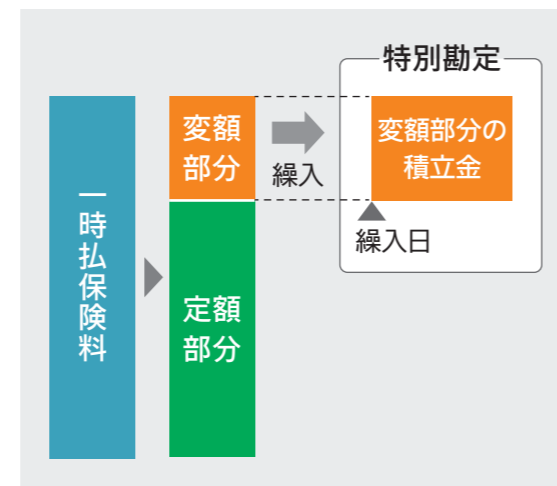 一時払保険料
変額
部分
定額
部分
繰入
特別勘定
変額部分の
積立金
繰入日